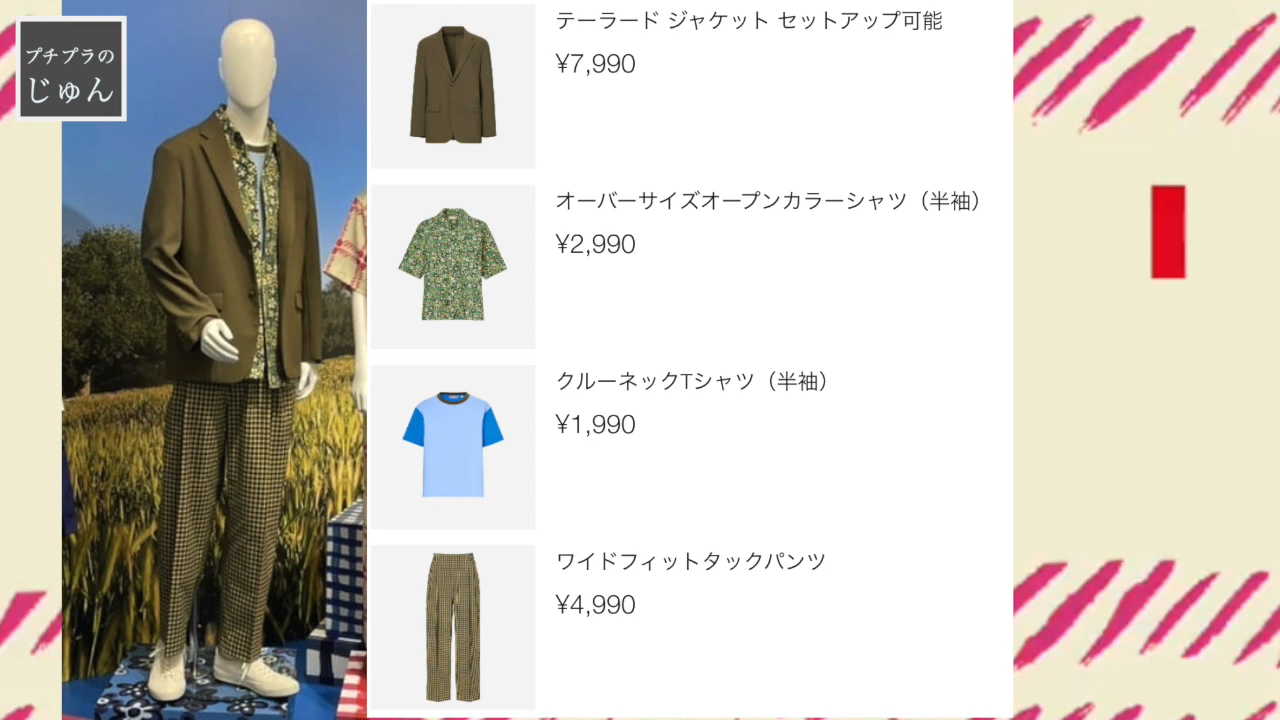 プチプラの
じゅん
テーラード ジャケット セットアップ可能
¥7,990
オーバーサイズオープンカラーシャツ（半袖）
¥2,990
クルーネックTシャツ（半袖）
¥1,990
ワイドフィットタックパンツ
¥4,990